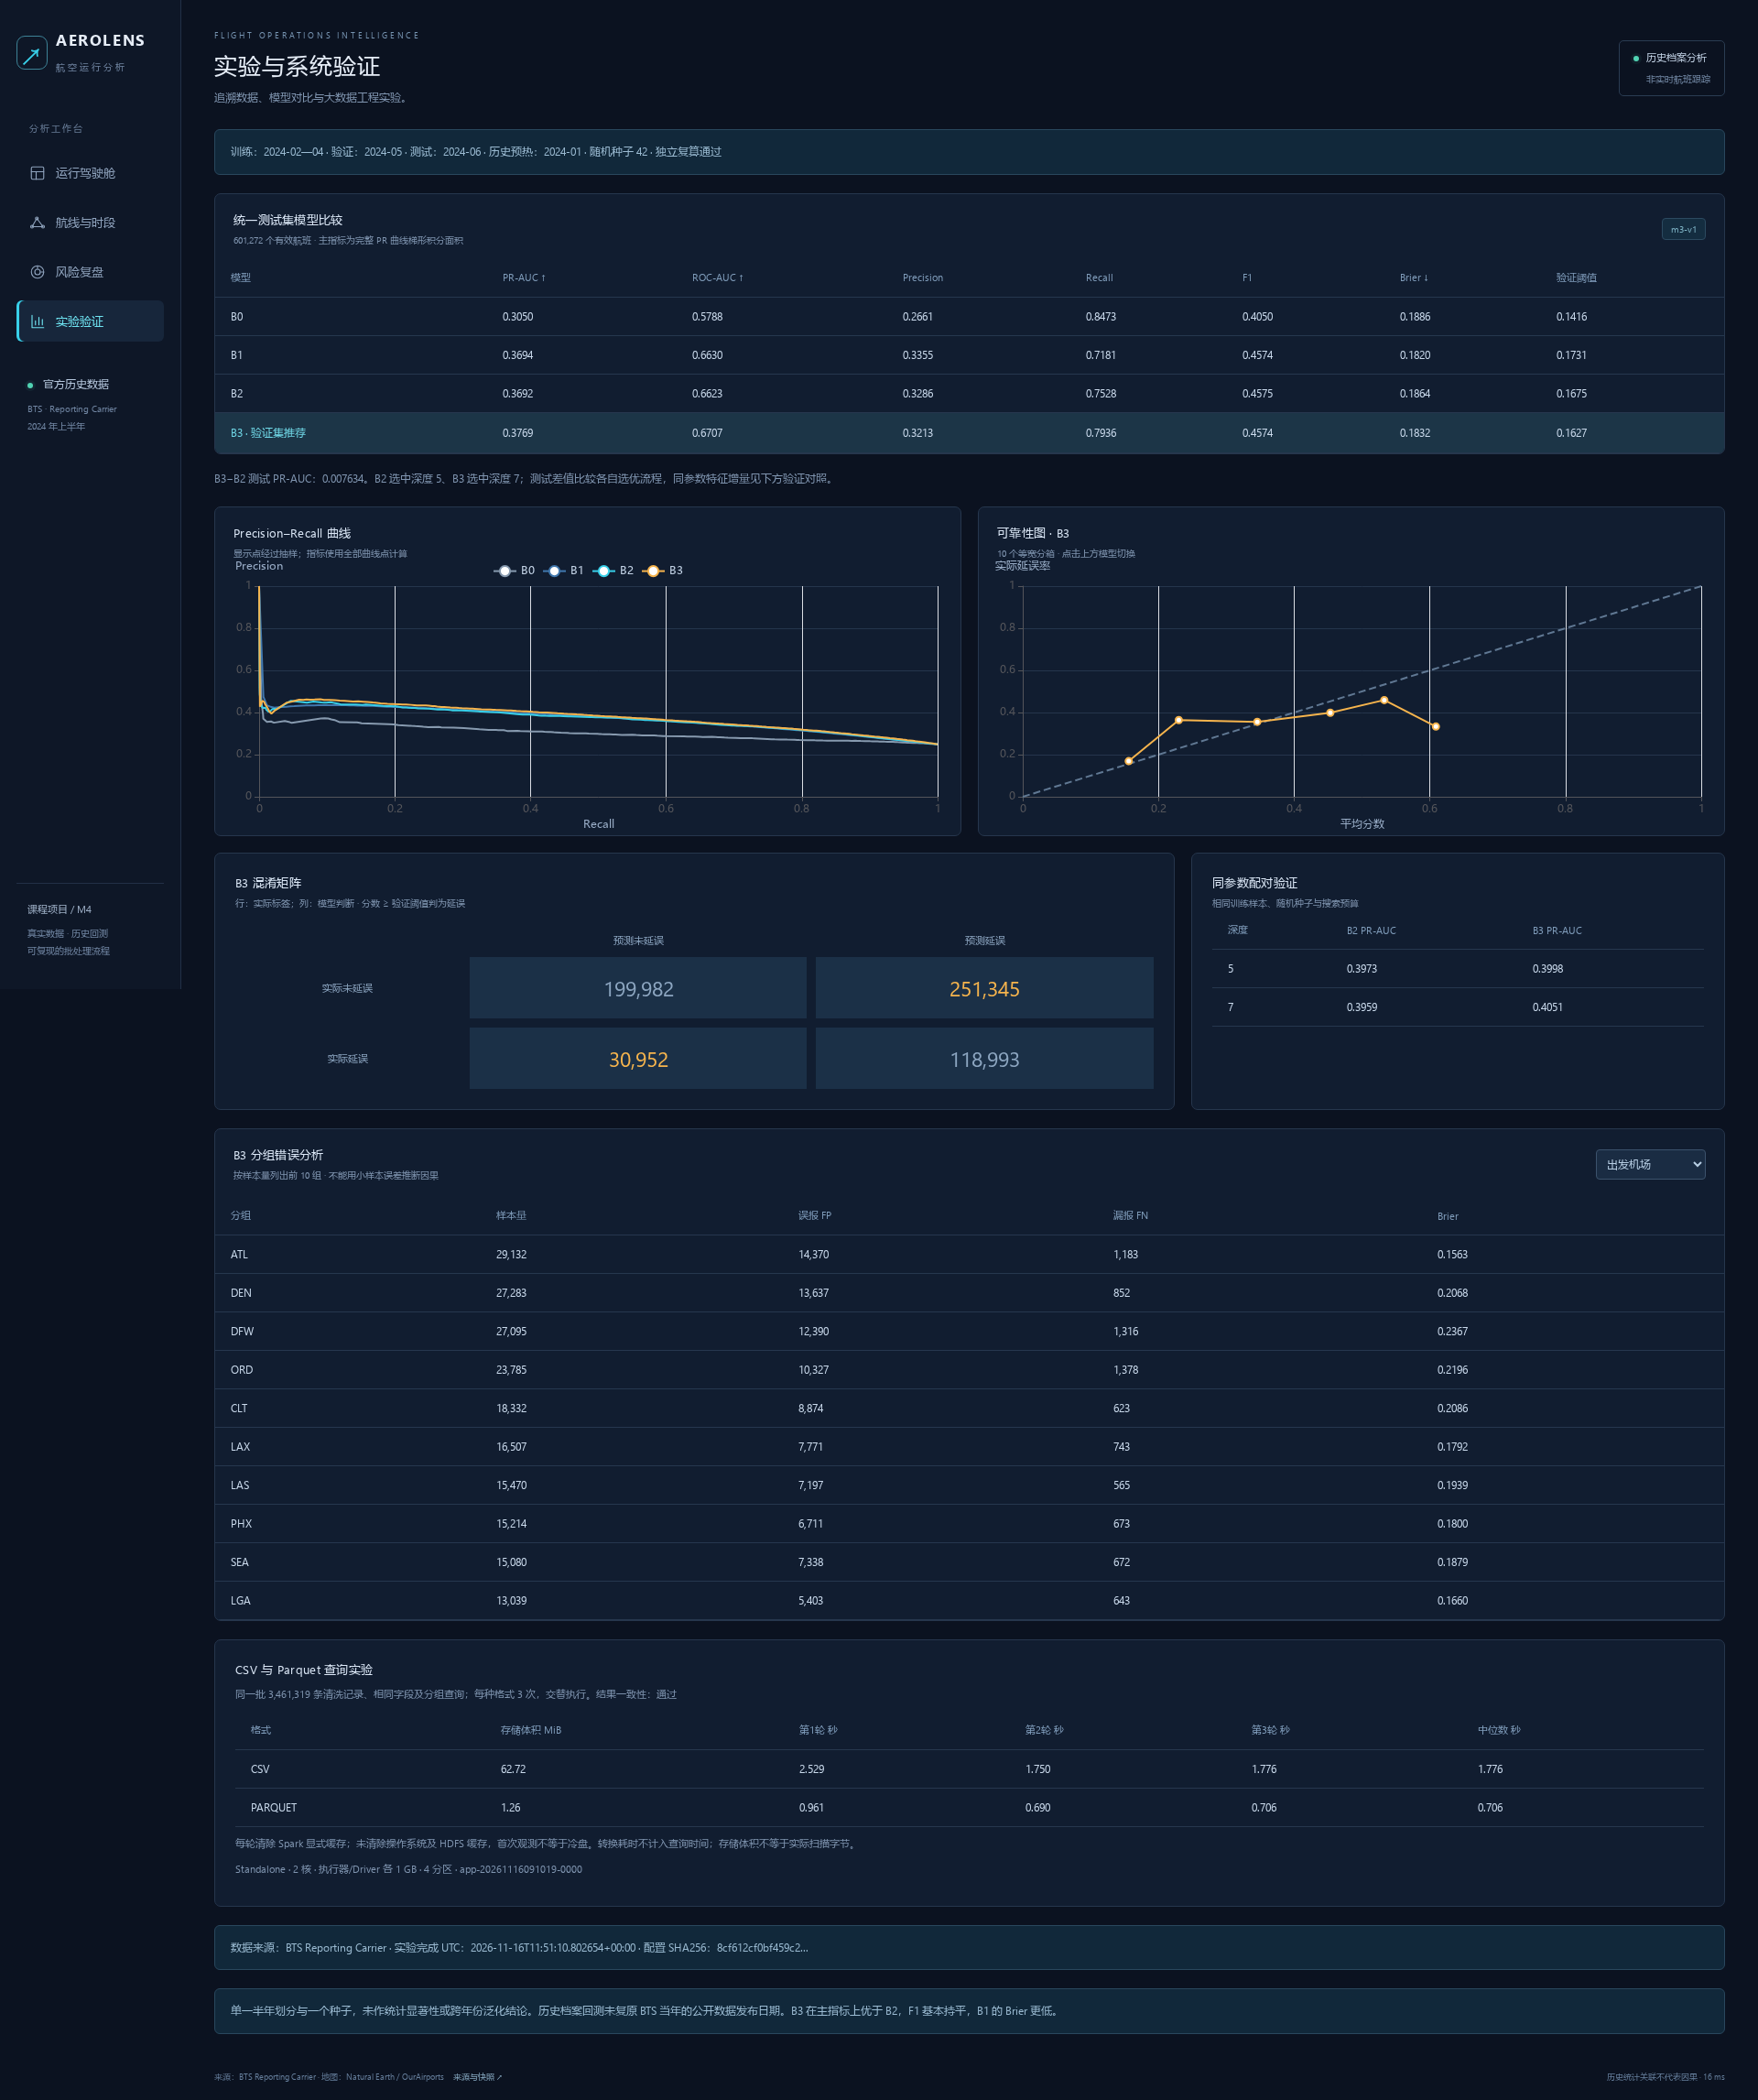 AEROLENS
航空运行分析
分析工作台
运行驾驶舱
航线与时段
风险复盘
实验验证
官方历史数据
BTS · Reporting Carrier
2024 年上半年
课程项目 / M4
真实数据 · 历史回测
可复现的批处理流程
FLIGHT OPERATIONS INTELLIGENCE
实验与系统验证
追溯数据、模型对比与大数据工程实验。
历史档案分析
非实时航班跟踪
训练：2024-02—04 · 验证：2024-05 · 测试：2024-06 · 历史预热：2024-01 · 随机种子 42 · 独立复算通过
统一测试集模型比较
601,272 个有效航班 · 主指标为完整 PR 曲线梯形积分面积
m3-v1
模型 PR-AUC ↑ ROC-AUC ↑ Precision Recall F1 Brier ↓ 验证阈值
B0 0.3050 0.5788 0.2661 0.8473 0.4050 0.1886 0.1416
B1 0.3694 0.6630 0.3355 0.7181 0.4574 0.1820 0.1731
B2 0.3692 0.6623 0.3286 0.7528 0.4575 0.1864 0.1675
B3 · 验证集推荐 0.3769 0.6707 0.3213 0.7936 0.4574 0.1832 0.1627
B3−B2 测试 PR-AUC：0.007634。B2 选中深度 5、B3 选中深度 7；测试差值比较各自选优流程，同参数特征增量见下方验证对照。
Precision–Recall 曲线
显示点经过抽样；指标使用全部曲线点计算
Precision
B0 B1 B2 B3
1
0.8
0.6
0.4
0.2
0
0 0.2 0.4 0.6 0.8 1
Recall
可靠性图 · B3
10 个等宽分箱 · 点击上方模型切换
实际延误率
1
0.8
0.6
0.4
0.2
0
0 0.2 0.4 0.6 0.8 1
平均分数
B3 混淆矩阵
行：实际标签；列：模型判断 · 分数 ≥ 验证阈值判为延误
预测未延误 预测延误
实际未延误 199,982 251,345
实际延误 30,952 118,993
同参数配对验证
相同训练样本、随机种子与搜索预算
深度 B2 PR-AUC B3 PR-AUC
5 0.3973 0.3998
7 0.3959 0.4051
B3 分组错误分析
按样本量列出前 10 组 · 不能用小样本误差推断因果
出发机场
分组 样本量 误报 FP 漏报 FN Brier
ATL 29,132 14,370 1,183 0.1563
DEN 27,283 13,637 852 0.2068
DFW 27,095 12,390 1,316 0.2367
ORD 23,785 10,327 1,378 0.2196
CLT 18,332 8,874 623 0.2086
LAX 16,507 7,771 743 0.1792
LAS 15,470 7,197 565 0.1939
PHX 15,214 6,711 673 0.1800
SEA 15,080 7,338 672 0.1879
LGA 13,039 5,403 643 0.1660
CSV 与 Parquet 查询实验
同一批 3,461,319 条清洗记录、相同字段及分组查询；每种格式 3 次，交替执行。结果一致性：通过
格式 存储体积 MiB 第1轮 秒 第2轮 秒 第3轮 秒 中位数 秒
CSV 62.72 2.529 1.750 1.776 1.776
PARQUET 1.26 0.961 0.690 0.706 0.706
每轮清除 Spark 显式缓存；未清除操作系统及 HDFS 缓存，首次观测不等于冷盘。转换耗时不计入查询时间；存储体积不等于实际扫描字节。
Standalone · 2 核 · 执行器/Driver 各 1 GB · 4 分区 · app-20261116091019-0000
数据来源：BTS Reporting Carrier · 实验完成 UTC：2026-11-16T11:51:10.802654+00:00 · 配置 SHA256：8cf612cf0bf459c2…
单一半年划分与一个种子，未作统计显著性或跨年份泛化结论。历史档案回测未复原 BTS 当年的公开数据发布日期。B3 在主指标上优于 B2，F1 基本持平，B1 的 Brier 更低。
来源：BTS Reporting Carrier · 地图：Natural Earth / OurAirports 来源与快照 ↗
历史统计关联不代表因果 · 16 ms